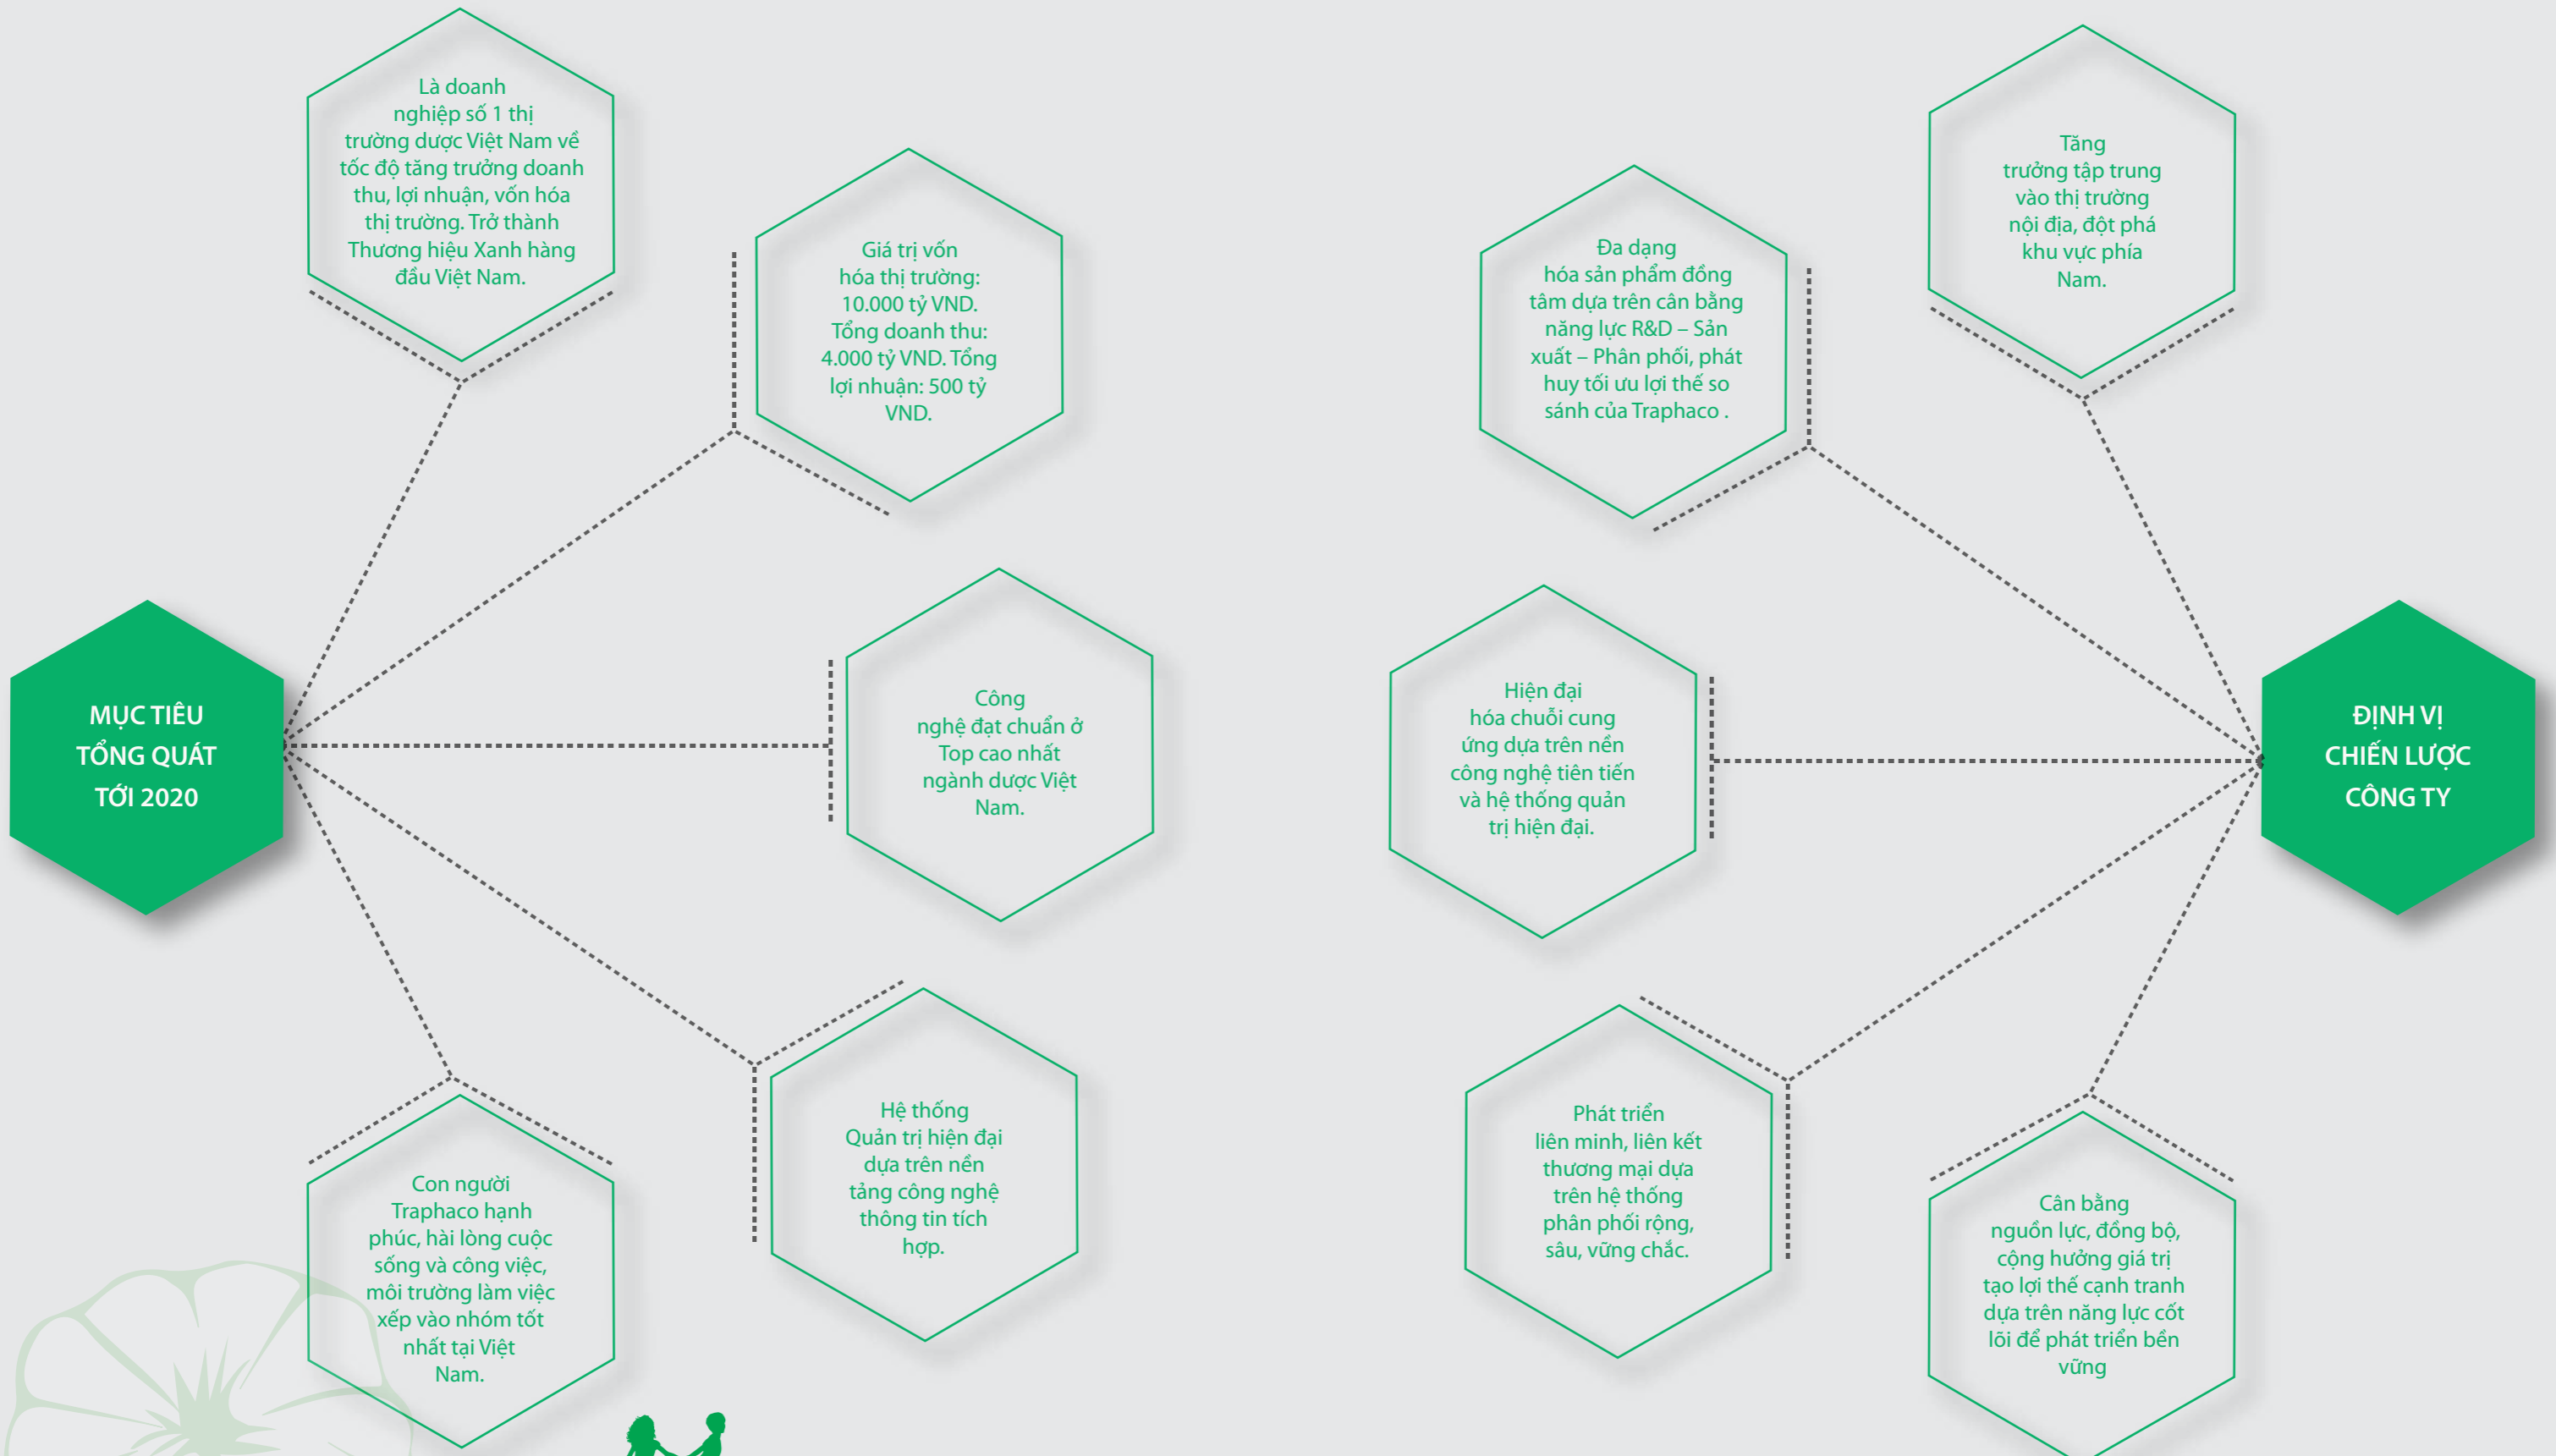 MỤC TIÊU
TỔNG QUÁT
TỚI 2020
Là doanh
nghiệp số 1 thị
trường dược Việt Nam về
tốc độ tăng trưởng doanh
thu, lợi nhuận, vốn hóa
thị trường. Trở thành
Thương hiệu Xanh hàng
đầu Việt Nam.
Giá trị vốn
hóa thị trường:
10.000 tỷ VND.
Tổng doanh thu:
4.000 tỷ VND. Tổng
lợi nhuận: 500 tỷ
VND.
Công
nghệ đạt chuẩn ở
Top cao nhất
ngành dược Việt
Nam.
Hệ thống
Quản trị hiện đại
dựa trên nền
tảng công nghệ
thông tin tích
hợp.
Con người
Traphaco hạnh
phúc, hài lòng cuộc
sống và công việc,
môi trường làm việc
xếp vào nhóm tốt
nhất tại Việt
Nam.
ĐỊNH VỊ
CHIẾN LƯỢC
CÔNG TY
Tăng
trưởng tập trung
vào thị trường
nội địa, đột phá
khu vực phía
Nam.
Đa dạng
hóa sản phẩm đồng
tâm dựa trên cân bằng
năng lực R&D – Sản
xuất – Phân phối, phát
huy tối ưu lợi thế so
sánh của Traphaco .
Hiện đại
hóa chuỗi cung
ứng dựa trên nền
công nghệ tiên tiến
và hệ thống quản
trị hiện đại.
Phát triển
liên minh, liên kết
thương mại dựa
trên hệ thống
phân phối rộng,
sâu, vững chắc.
Cân bằng
nguồn lực, đồng bộ,
cộng hưởng giá trị
tạo lợi thế cạnh tranh
dựa trên năng lực cốt
lõi để phát triển bền
vững